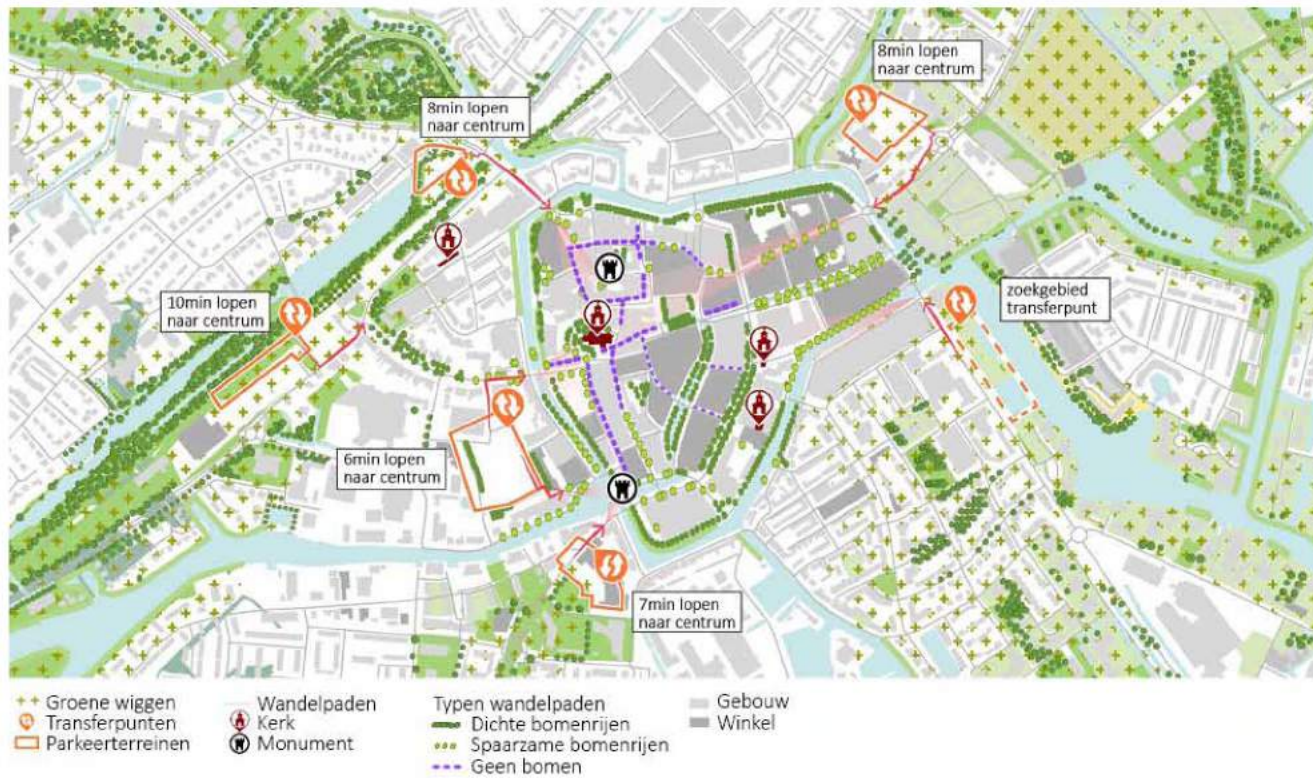 8min lopen
naar centrum
8min lopen
naar centrum
10min lopen
naar centrum
zoekgebied
transferpunt
6min lopen
naar centrum
7min lopen
naar centrum
Groene wiggen
Transferpunten
Parkeerterreinen
Wandelpaden
Kerk
Monument
Typen wandelpaden
Dichte bomenrijen
Spaarzame bomenrijen
Geen bomen
Gebouw
Winkel